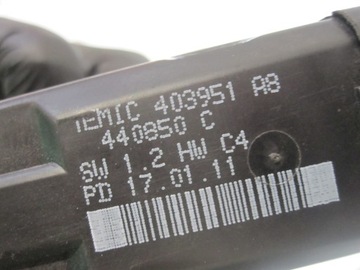 TEMIC 403951 A8
440850 C
SW 1.2 HW C4
PD 17.01.11